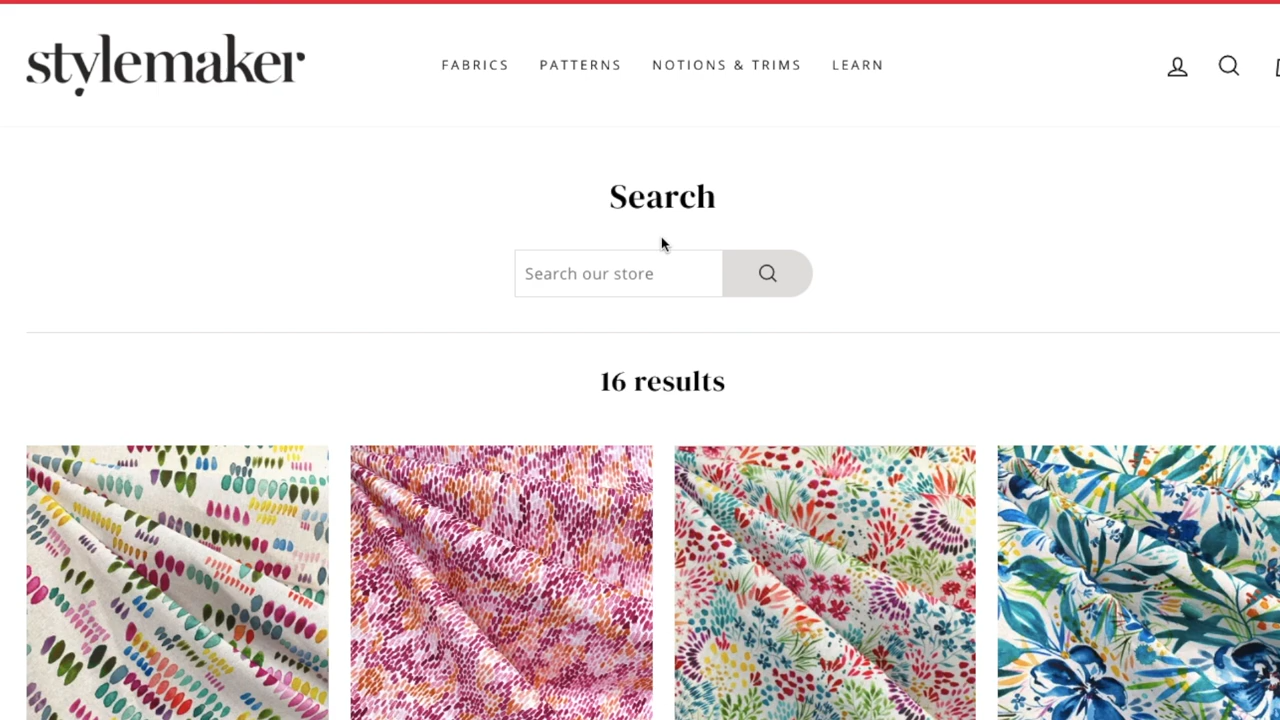 stylemaker
FABRICS PATTERNS NOTIONS & TRIMS LEARN
Search
Search our store
16 results